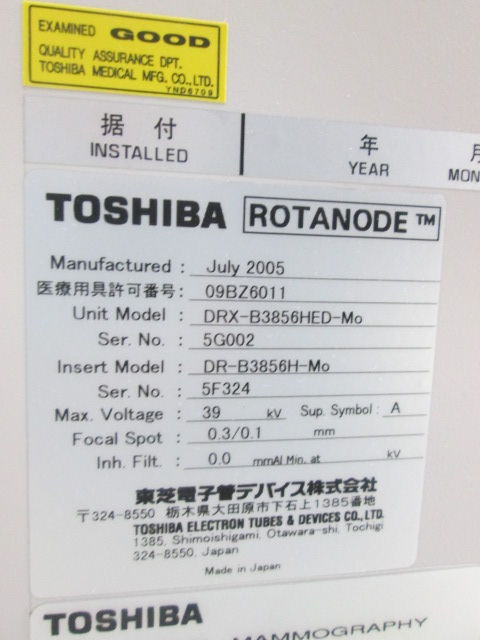 EXAMINED GOOD
QUALITY ASSURANCE DPT.
TOSHIBA MEDICAL MFG. CO., LTD.
YND6709
据 付
INSTALLED
年
YEAR
月
MON
TOSHIBA ROTANODE™
Manufactured : July 2005
医療用具許可番号: 09BZ6011
Unit Model : DRX-B3856HED-Mo
Ser. No. : 5G002
Insert Model : DR-B3856H-Mo
Ser. No. : 5F324
Max. Voltage : 39 kV Sup. Symbol : A
Focal Spot : 0.3/0.1 mm
Inh. Filt. : 0.0 mmAl Min. at kV
東芝電子管デバイス株式会社
〒324-8550 栃木県大田原市下石上1385番地
TOSHIBA ELECTRON TUBES & DEVICES CO., LTD.
1385, Shimoishigami, Otawara-shi, Tochigi
324-8550, Japan
Made in Japan
TOSHIBA
MAMMOGRAPHY